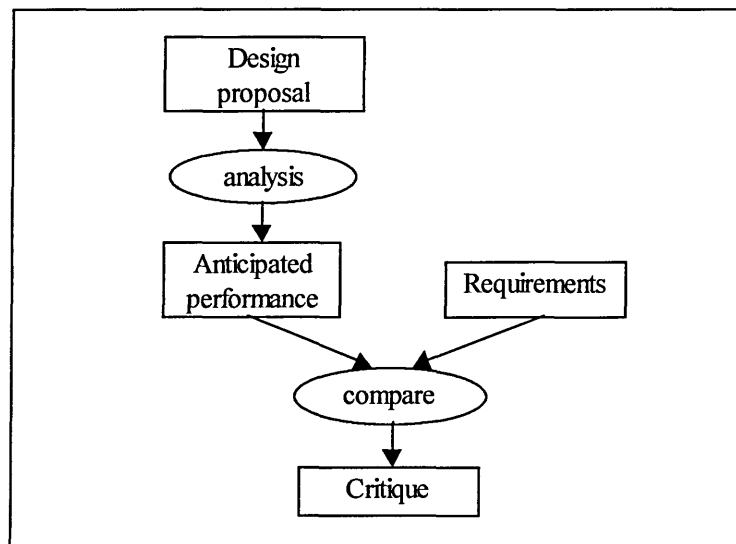 Design
proposal
analysis
Anticipated
performance
Requirements
compare
Critique